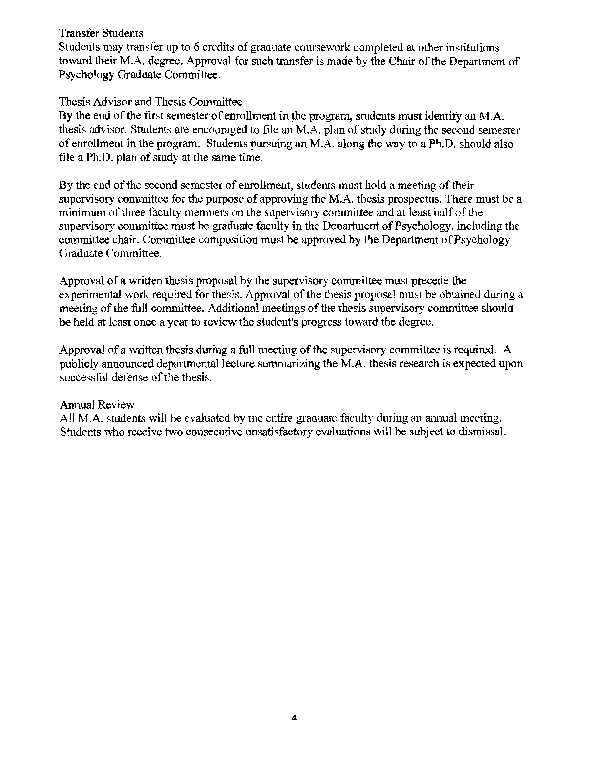 Transfer Students
Students may transfer up to 6 credits of graduate coursework completed at other institutions
toward their M.A. degree. Approval for such transfer is made by the Chair of the Department of
Psychology Graduate Committee.
Thesis Advisor and Thesis Committee
By the end of the first semester of enrollment in the program, students must identify an M.A.
thesis advisor. Students are encouraged to file an M.A. plan of study during the second semester
of enrollment in the program. Students pursuing an M.A. along the way to a Ph.D. should also
file a Ph.D. plan of study at the same time.
By the end of the second semester of enrollment, students must hold a meeting of their
supervisory committee for the purpose of approving the M.A. thesis prospectus. There must be a
minimum of three faculty members on the supervisory committee and at least half of the
supervisory committee must be graduate faculty in the Department of Psychology, including the
committee chair. Committee composition must be approved by the Department of Psychology
Graduate Committee.
Approval of a written thesis proposal by the supervisory committee must precede the
experimental work required for thesis. Approval of the thesis proposal must be obtained during a
meeting of the full committee. Additional meetings of the thesis supervisory committee should
be held at least once a year to review the student's progress toward the degree.
Approval of a written thesis during a full meeting of the supervisory committee is required. A
publicly announced departmental lecture summarizing the M.A. thesis research is expected upon
successful defense of the thesis.
Annual Review
All M.A. students will be evaluated by the entire graduate faculty during an annual meeting.
Students who receive two consecutive unsatisfactory evaluations will be subject to dismissal.
4